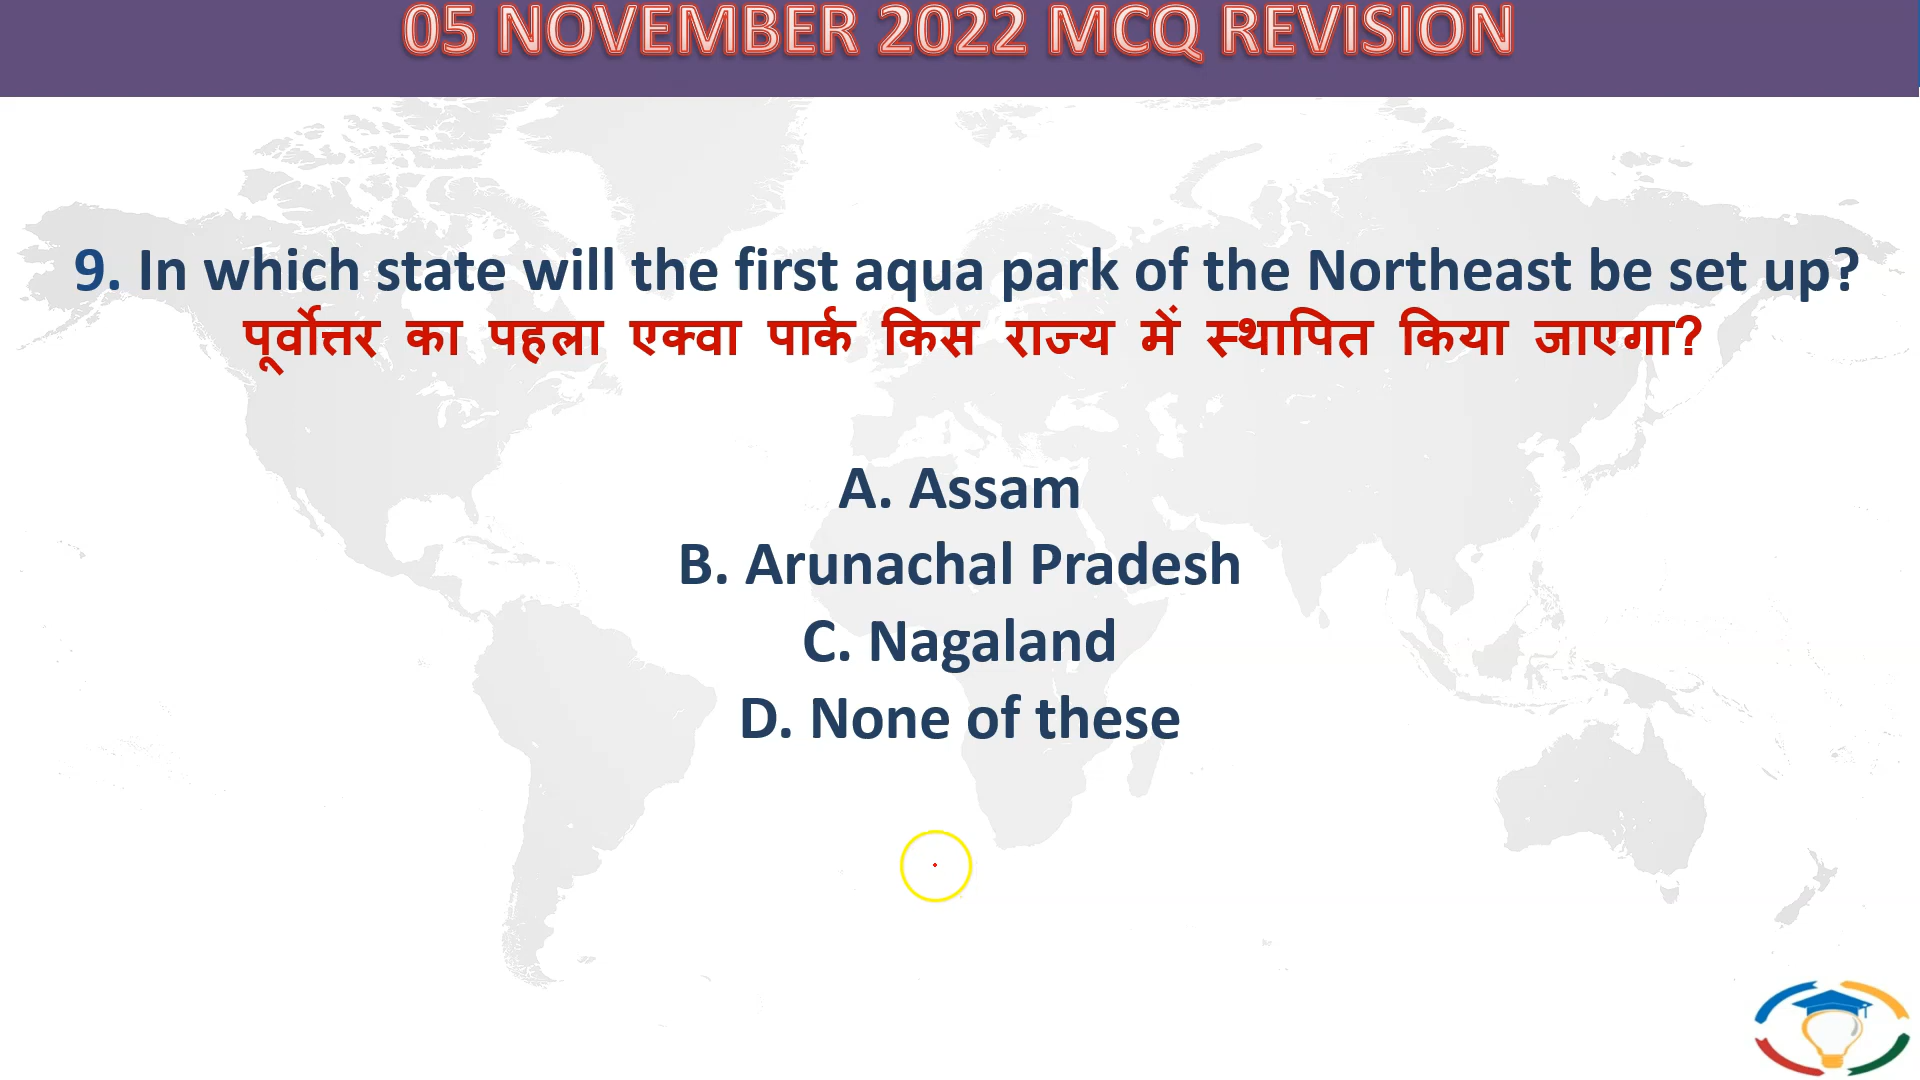 05 NOVEMBER 2022 MCQ REVISION
9. In which state will the first aqua park of the Northeast be set up?
पूर्वोत्तर का पहला एक्वा पार्क किस राज्य में स्थापित किया जाएगा?
A. Assam
B. Arunachal Pradesh
C. Nagaland
D. None of these